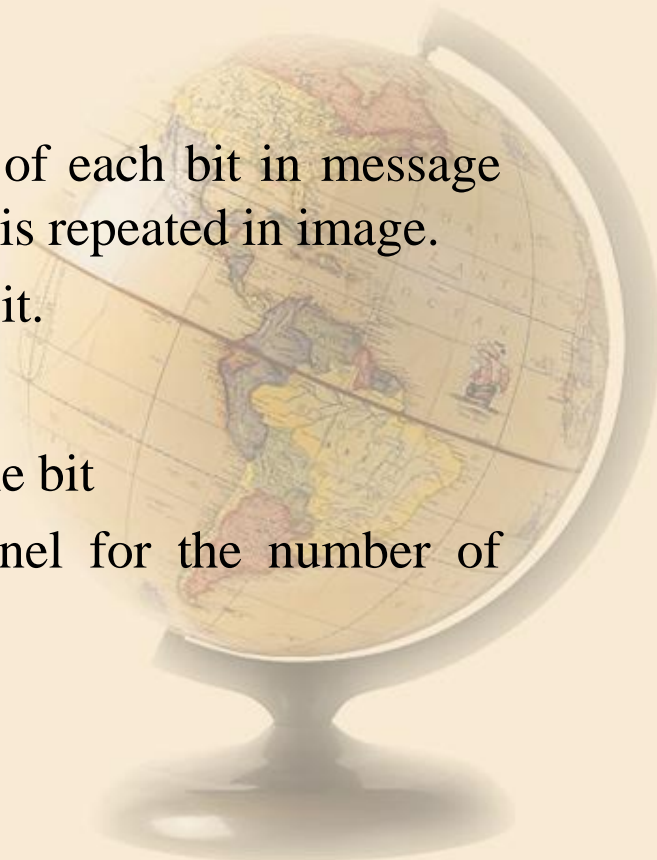 of each bit in message
is repeated in image.
it.
e bit
nel for the number of